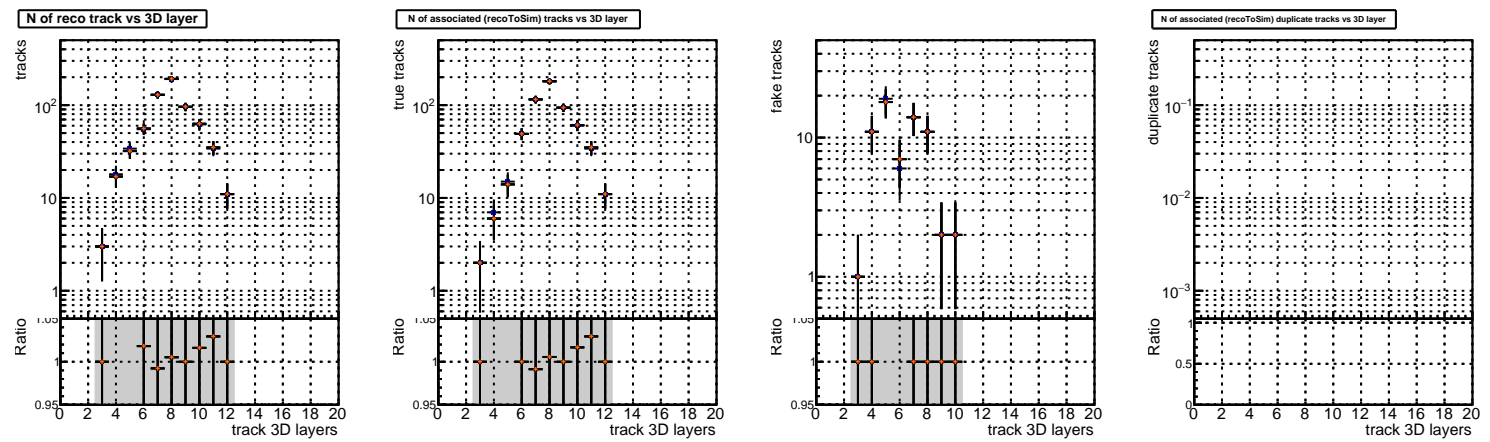 N of reco track vs 3D layer
tracks
10²
10
1
Ratio
1.05
1
0.95
0 2 4 6 8 10 12 14 16 18 20
track 3D layers
N of associated (recoToSim) tracks vs 3D layer
true tracks
10²
10
1
Ratio
1.05
1
0.95
0 2 4 6 8 10 12 14 16 18 20
track 3D layers
fake tracks
10
1
Ratio
1.05
1
0.95
0 2 4 6 8 10 12 14 16 18 20
track 3D layers
N of associated (recoToSim) duplicate tracks vs 3D layer
duplicate tracks
10⁻¹
10⁻²
10⁻³
Ratio
1
0.5
0
0 2 4 6 8 10 12 14 16 18 20
track 3D layers